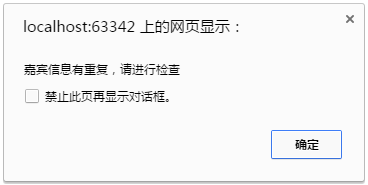 localhost:63342 上的网页显示：
嘉宾信息有重复，请进行检查
禁止此页再显示对话框。
确定